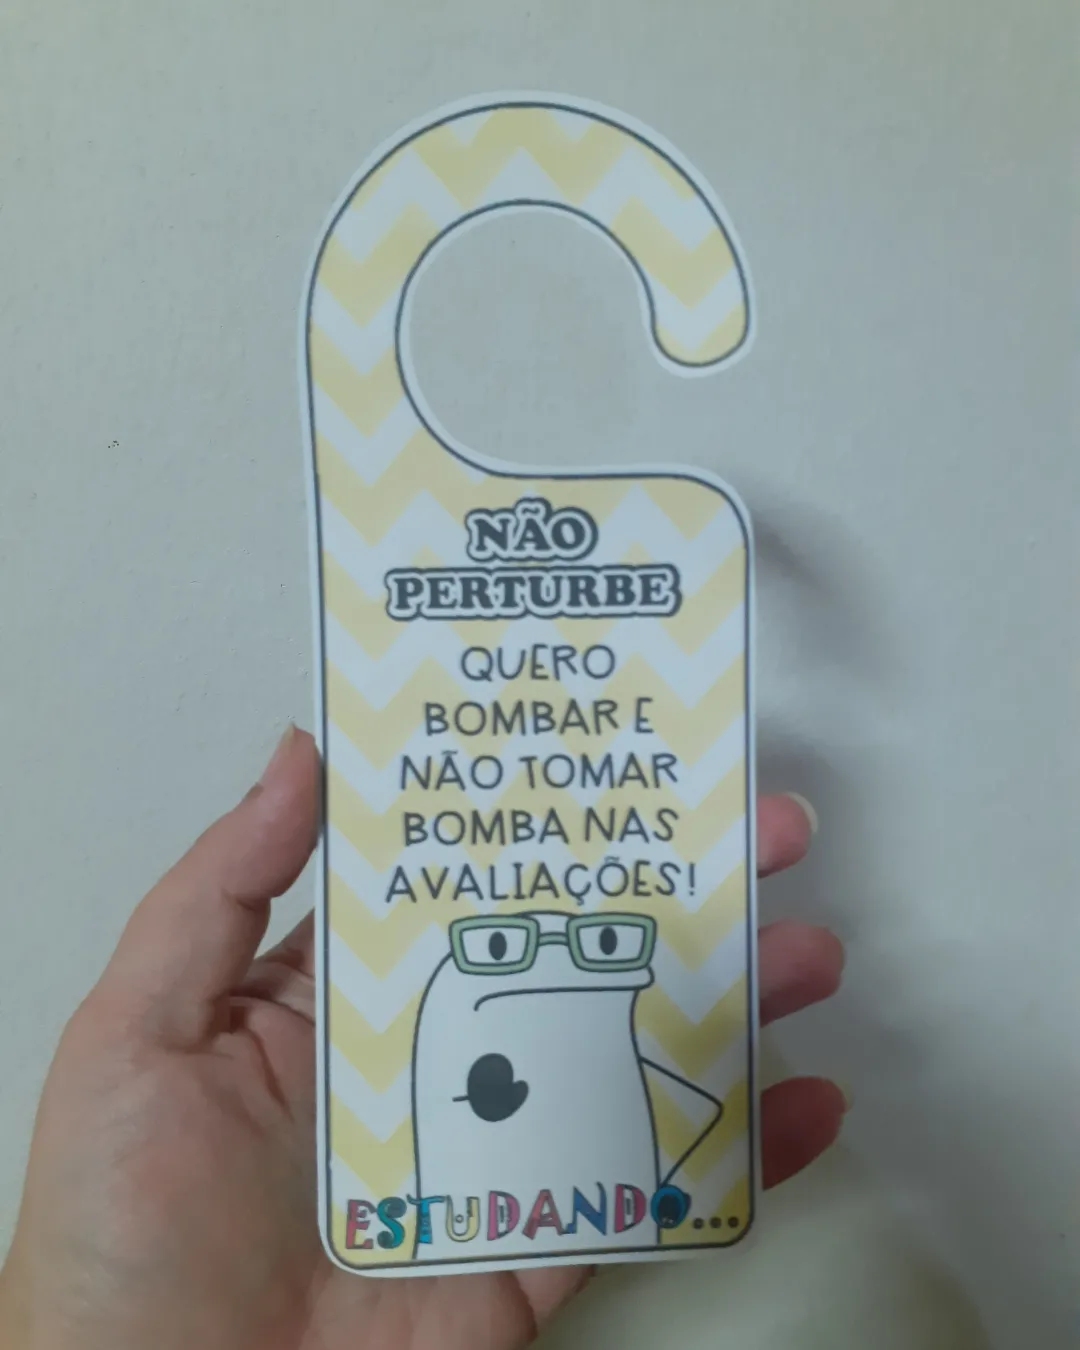 NÃO
PERTURBE
QUERO
BOMBAR E
NÃO TOMAR
BOMBA NAS
AVALIAÇÕES!
ESTUDANDO...